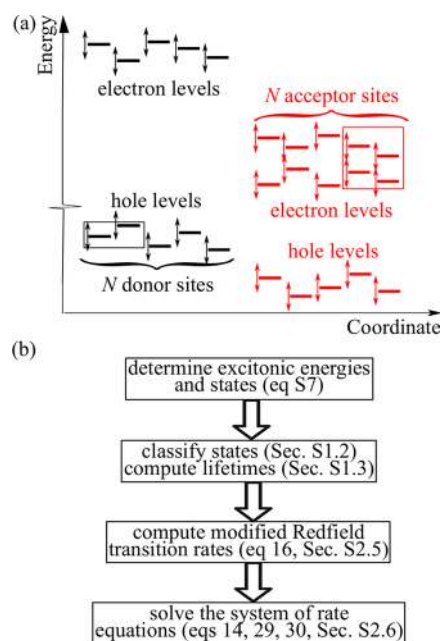 (a)
Energy
electron levels
N acceptor sites
hole levels
electron levels
hole levels
N donor sites
Coordinate
(b)
determine excitonic energies
and states (eq S7)
classify states (Sec. S1.2)
compute lifetimes (Sec. S1.3)
compute modified Redfield
transition rates (eq 16, Sec. S2.5)
solve the system of rate
equations (eqs 14, 29, 30, Sec. S2.6)